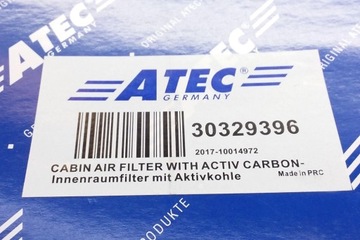 ATEC®
GERMANY
30329396
2017-10014972
CABIN AIR FILTER WITH ACTIV CARBON-
Innenraumfilter mit Aktivkohle
Made in PRC